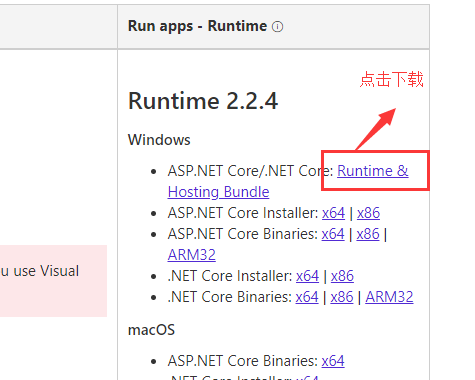 Run apps - Runtime ⓘ
点击下载
Runtime 2.2.4
Windows
• ASP.NET Core/.NET Core: Runtime &
Hosting Bundle
• ASP.NET Core Installer: x64 | x86
• ASP.NET Core Binaries: x64 | x86 |
ARM32
• .NET Core Installer: x64 | x86
• .NET Core Binaries: x64 | x86 | ARM32
u use Visual
macOS
• ASP.NET Core Binaries: x64
• .NET Core Installer: x64